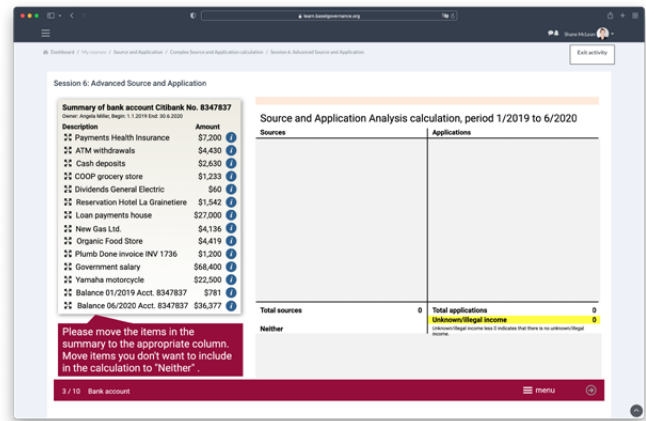 learn.baselgovernance.org
Shane McLean
Dashboard / My courses / Source and Application / Complex Source and Application calculation / Session 6: Advanced Source and Application
Exit activity
Session 6: Advanced Source and Application
Summary of bank account Citibank No. 8347837
Owner: Angela Miller, Begin: 1.1.2019 End: 30.6.2020
Description Amount
Payments Health Insurance $7,200
ATM withdrawals $4,430
Cash deposits $2,630
COOP grocery store $1,233
Dividends General Electric $60
Reservation Hotel La Grainetiere $1,542
Loan payments house $27,000
New Gas Ltd. $4,136
Organic Food Store $4,419
Plumb Done invoice INV 1736 $1,200
Government salary $68,400
Yamaha motorcycle $22,500
Balance 01/2019 Acct. 8347837 $781
Balance 06/2020 Acct. 8347837 $36,377
Please move the items in the
summary to the appropriate column.
Move items you don't want to include
in the calculation to "Neither" .
Source and Application Analysis calculation, period 1/2019 to 6/2020
Sources Applications
Total sources 0 Total applications 0
Unknown/illegal income 0
Neither
Unknown/illegal income less 0 indicates that there is no unknown/illegal
income.
3 / 10 Bank account
menu